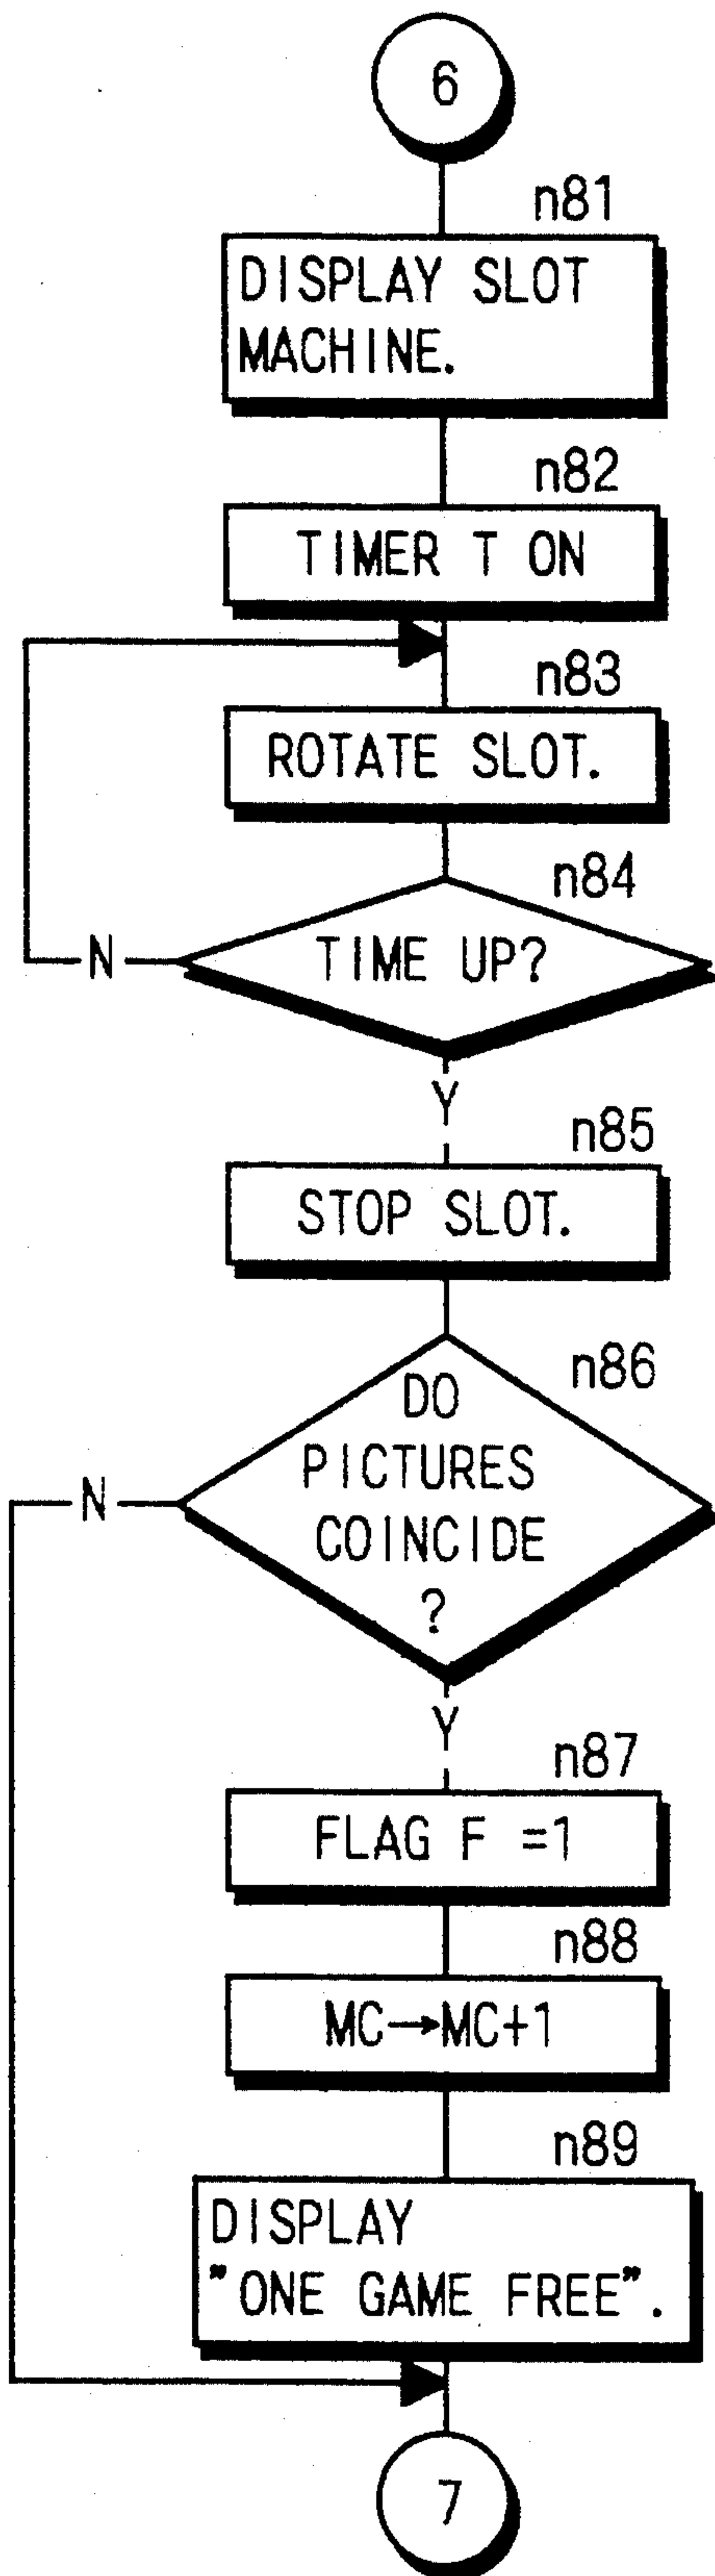 6
n81
DISPLAY SLOT
MACHINE.
n82
TIMER T ON
n83
ROTATE SLOT.
n84
TIME UP?
N
Y
n85
STOP SLOT.
n86
DO
PICTURES
COINCIDE
?
N
Y
n87
FLAG F =1
n88
MC→MC+1
n89
DISPLAY
"ONE GAME FREE".
7